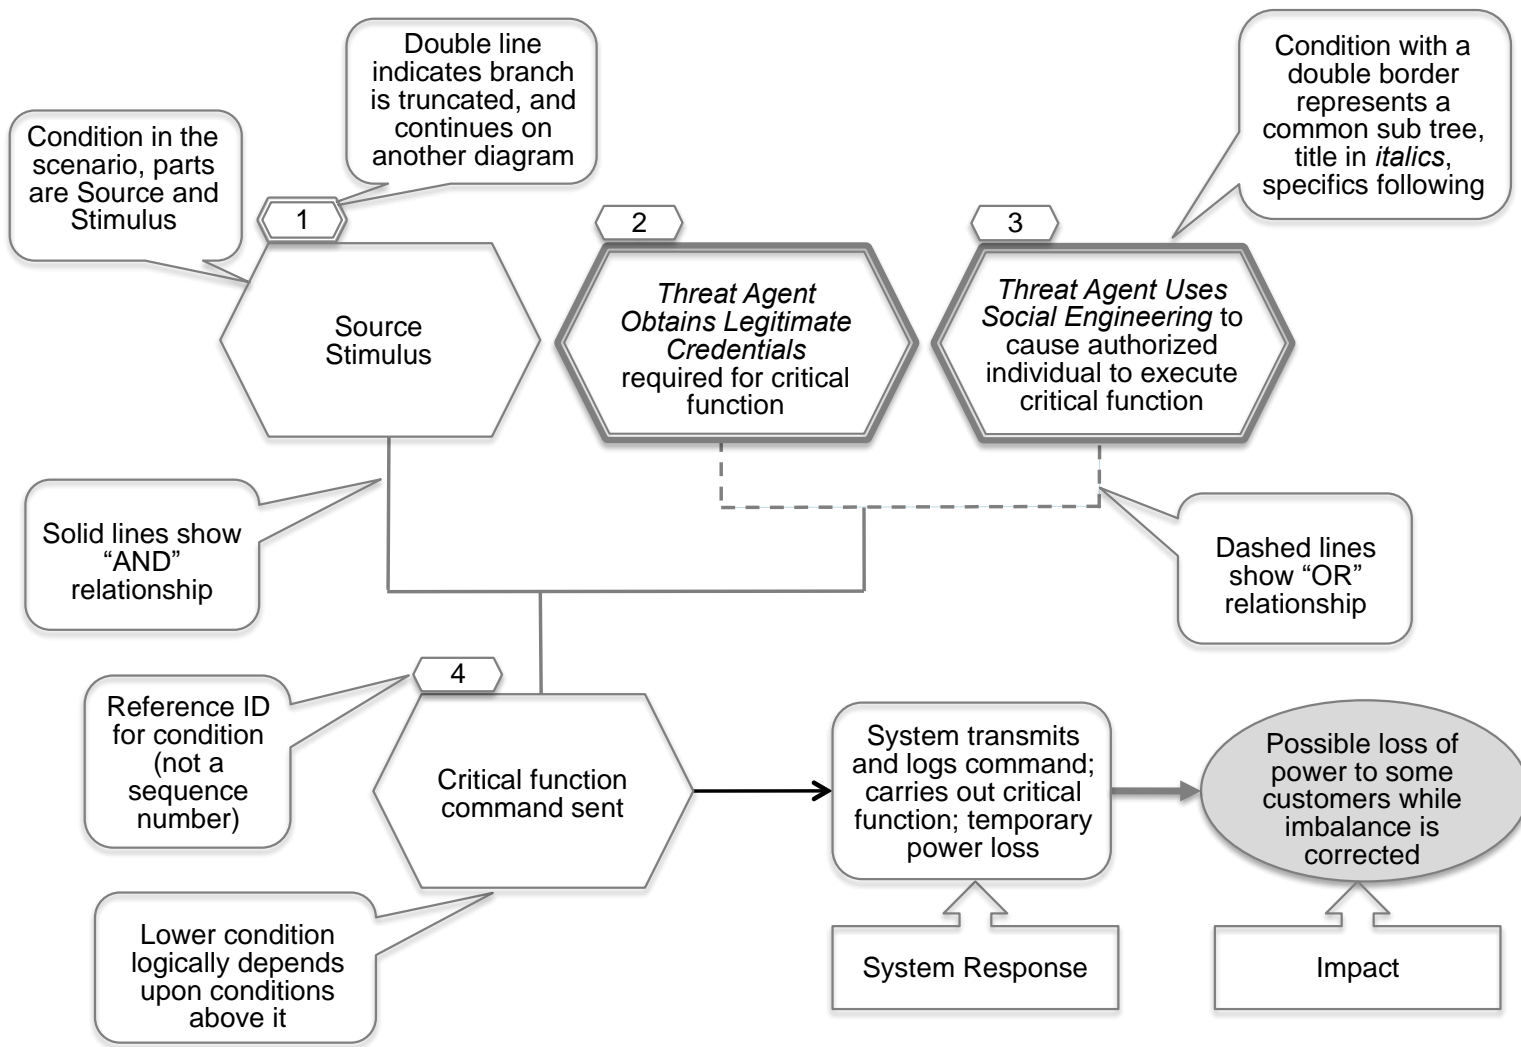 Double line
indicates branch
is truncated, and
continues on
another diagram
Condition with a
double border
represents a
common sub tree,
title in italics,
specifics following
Condition in the
scenario, parts
are Source and
Stimulus
1
2
3
Source
Stimulus
Threat Agent
Obtains Legitimate
Credentials
required for critical
function
Threat Agent Uses
Social Engineering to
cause authorized
individual to execute
critical function
Solid lines show
“AND”
relationship
Dashed lines
show “OR”
relationship
4
Reference ID
for condition
(not a
sequence
number)
Critical function
command sent
System transmits
and logs command;
carries out critical
function; temporary
power loss
Possible loss of
power to some
customers while
imbalance is
corrected
Lower condition
logically depends
upon conditions
above it
System Response
Impact